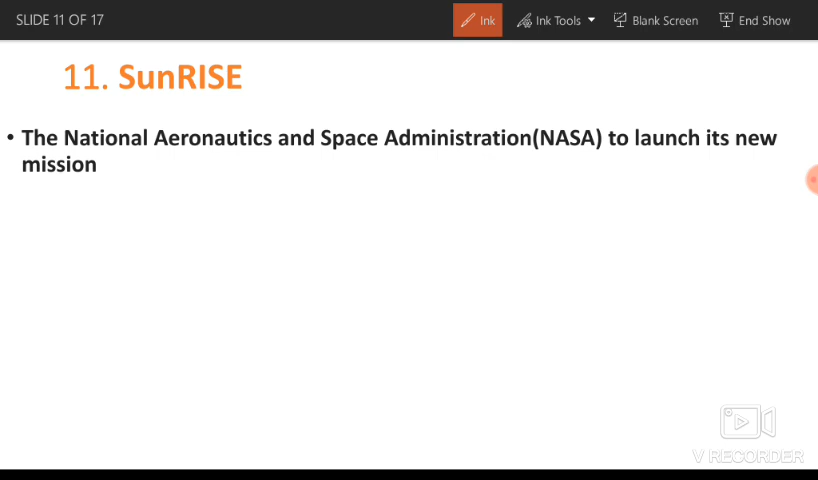 SLIDE 11 OF 17
Ink
Ink Tools
Blank Screen
End Show
11. SunRISE
• The National Aeronautics and Space Administration(NASA) to launch its new
mission
V RECORDER